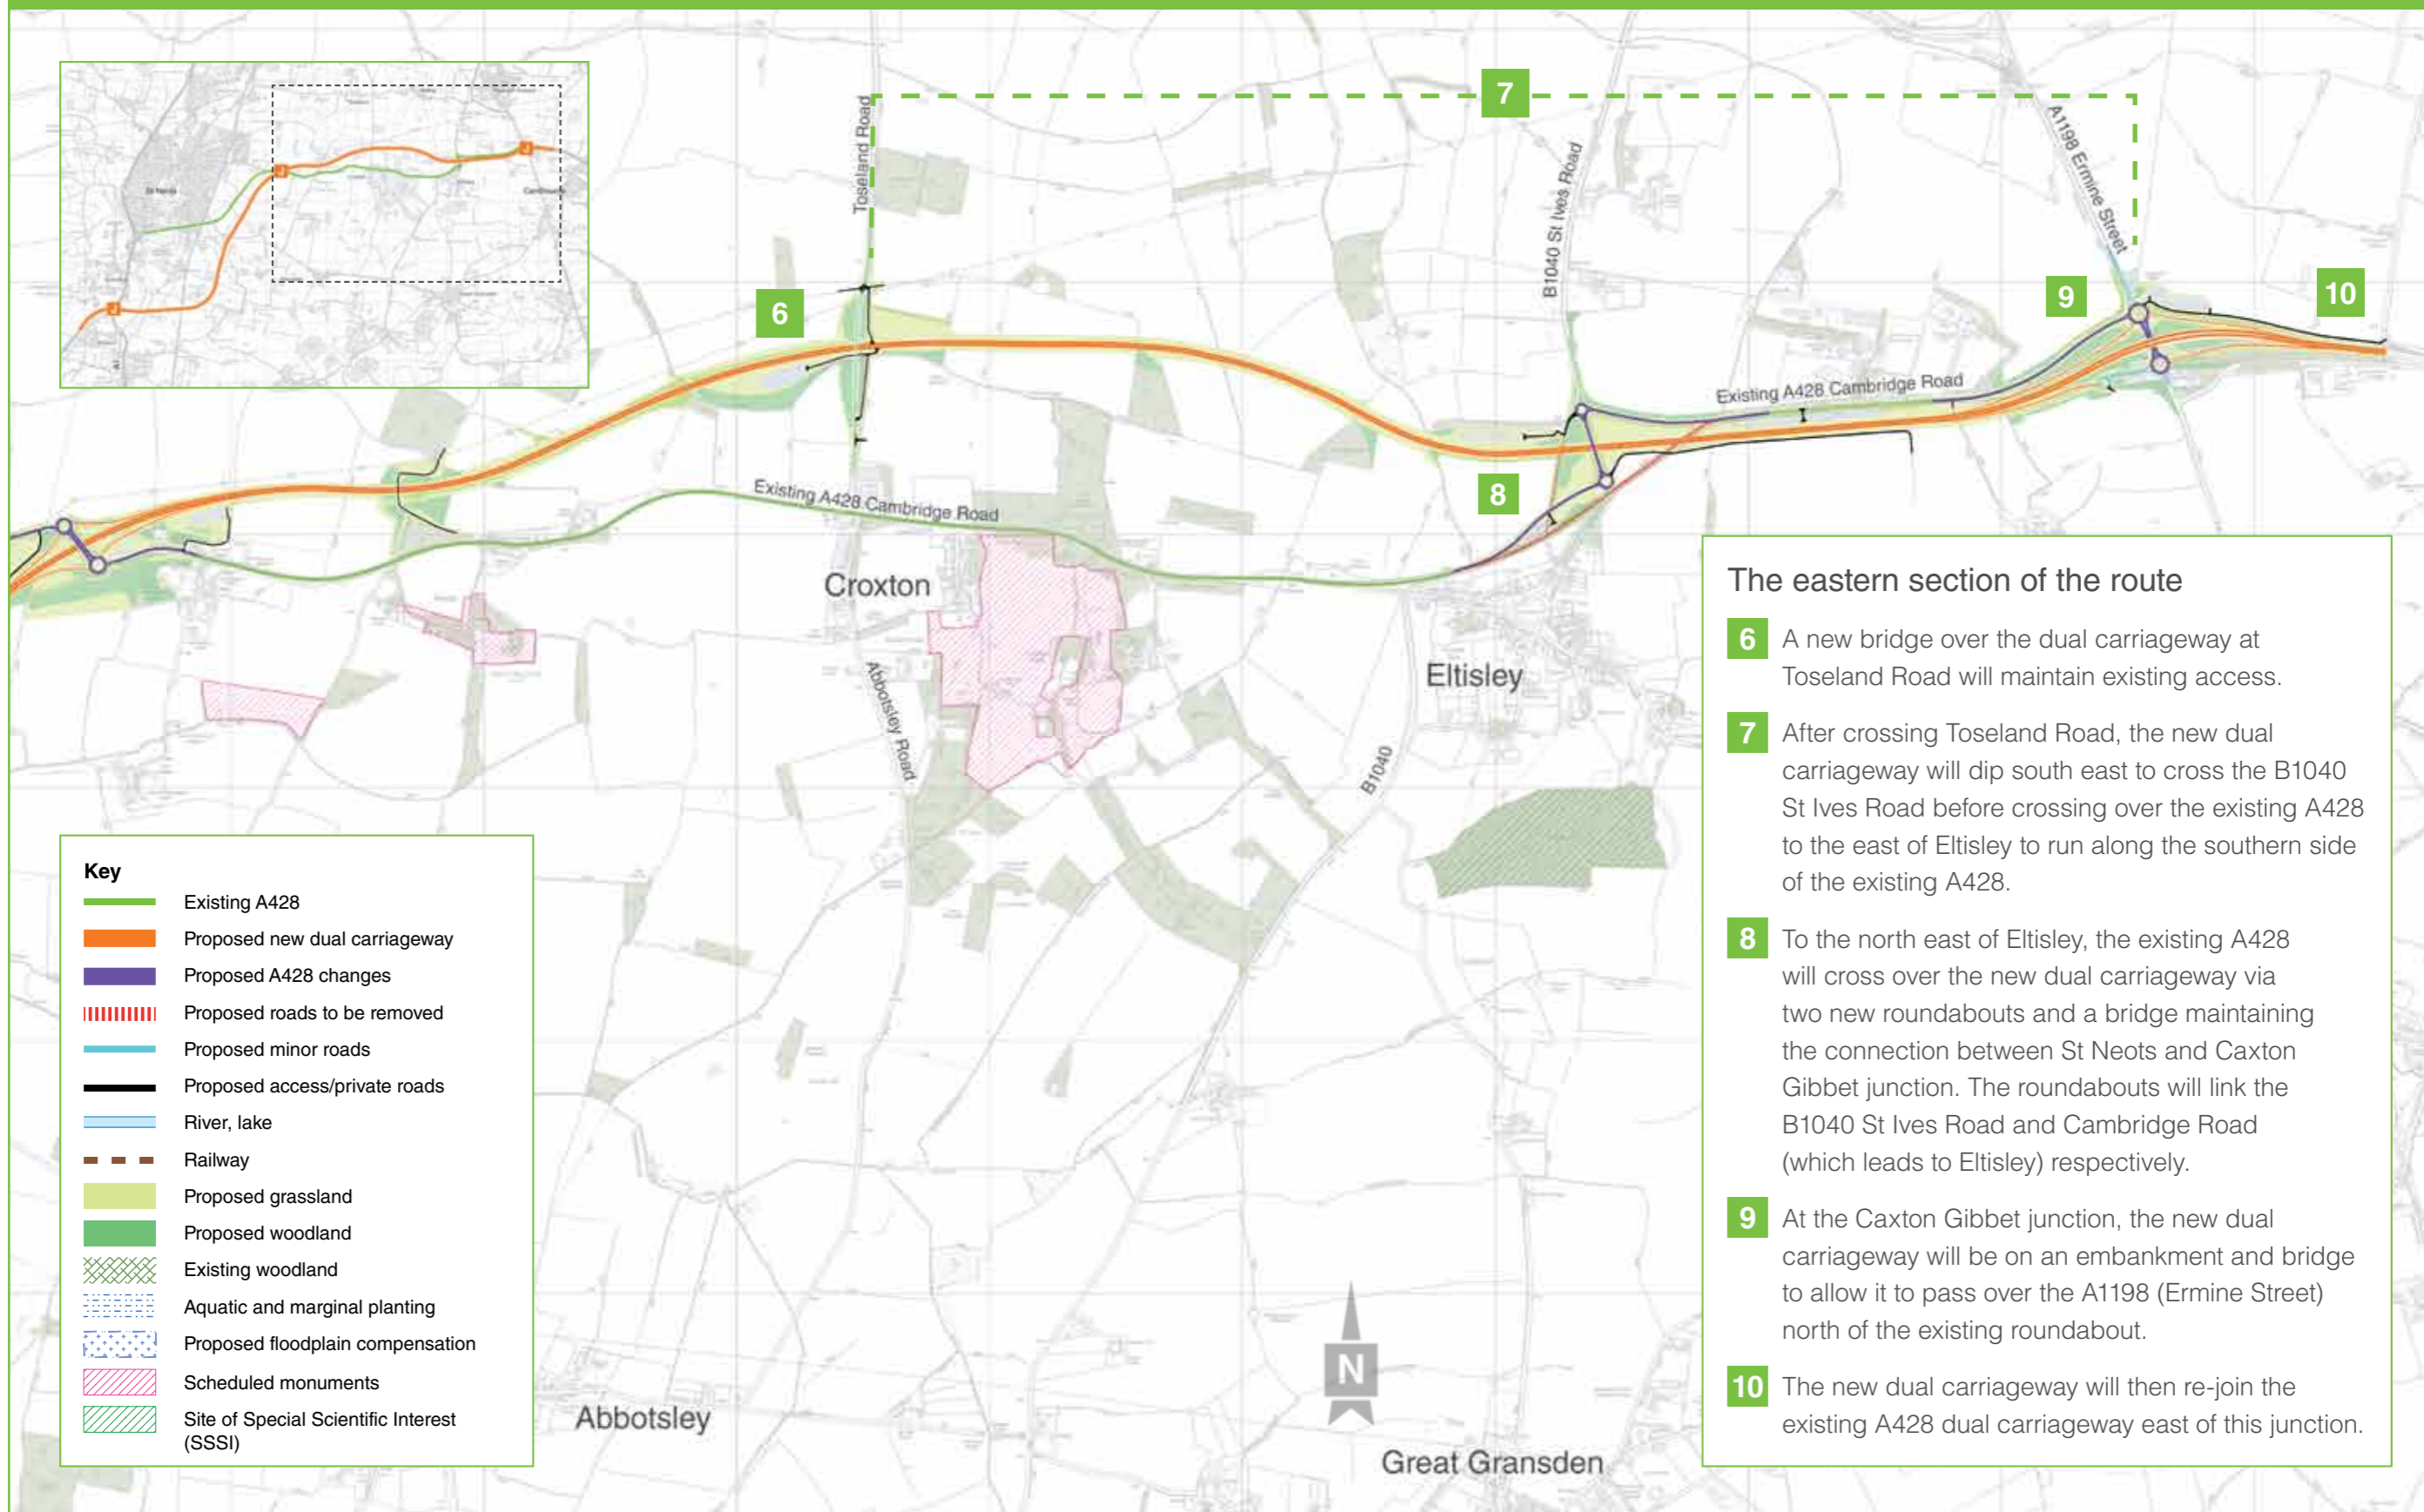 St Neots
Cambourne
Toseland Road
7
B1040 St Ives Road
A1198 Ermine Street
6
9
10
Existing A428 Cambridge Road
Existing A428 Cambridge Road
8
Croxton
Abbotsley Road
Eltisley
B1040
Abbotsley
N
Great Gransden
Key
Existing A428
Proposed new dual carriageway
Proposed A428 changes
Proposed roads to be removed
Proposed minor roads
Proposed access/private roads
River, lake
Railway
Proposed grassland
Proposed woodland
Existing woodland
Aquatic and marginal planting
Proposed floodplain compensation
Scheduled monuments
Site of Special Scientific Interest
(SSSI)
The eastern section of the route
6 A new bridge over the dual carriageway at
Toseland Road will maintain existing access.
7 After crossing Toseland Road, the new dual
carriageway will dip south east to cross the B1040
St Ives Road before crossing over the existing A428
to the east of Eltisley to run along the southern side
of the existing A428.
8 To the north east of Eltisley, the existing A428
will cross over the new dual carriageway via
two new roundabouts and a bridge maintaining
the connection between St Neots and Caxton
Gibbet junction. The roundabouts will link the
B1040 St Ives Road and Cambridge Road
(which leads to Eltisley) respectively.
9 At the Caxton Gibbet junction, the new dual
carriageway will be on an embankment and bridge
to allow it to pass over the A1198 (Ermine Street)
north of the existing roundabout.
10 The new dual carriageway will then re-join the
existing A428 dual carriageway east of this junction.